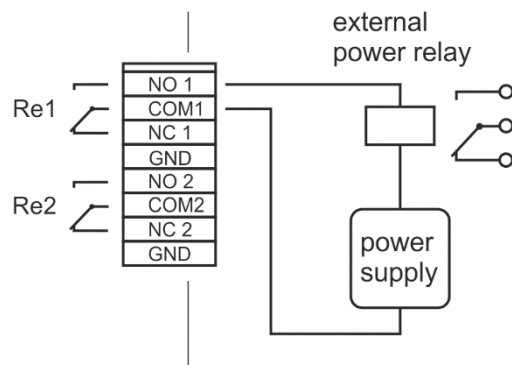 external
power relay
Re1
NO 1
COM1
NC 1
GND
Re2
NO 2
COM2
NC 2
GND
power
supply